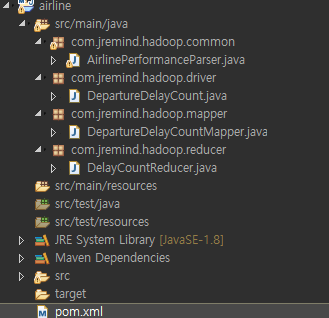 airline
src/main/java
com.jremind.hadoop.common
AirlinePerformanceParser.java
com.jremind.hadoop.driver
DepartureDelayCount.java
com.jremind.hadoop.mapper
DepartureDelayCountMapper.java
com.jremind.hadoop.reducer
DelayCountReducer.java
src/main/resources
src/test/java
src/test/resources
JRE System Library [JavaSE-1.8]
Maven Dependencies
src
target
pom.xml